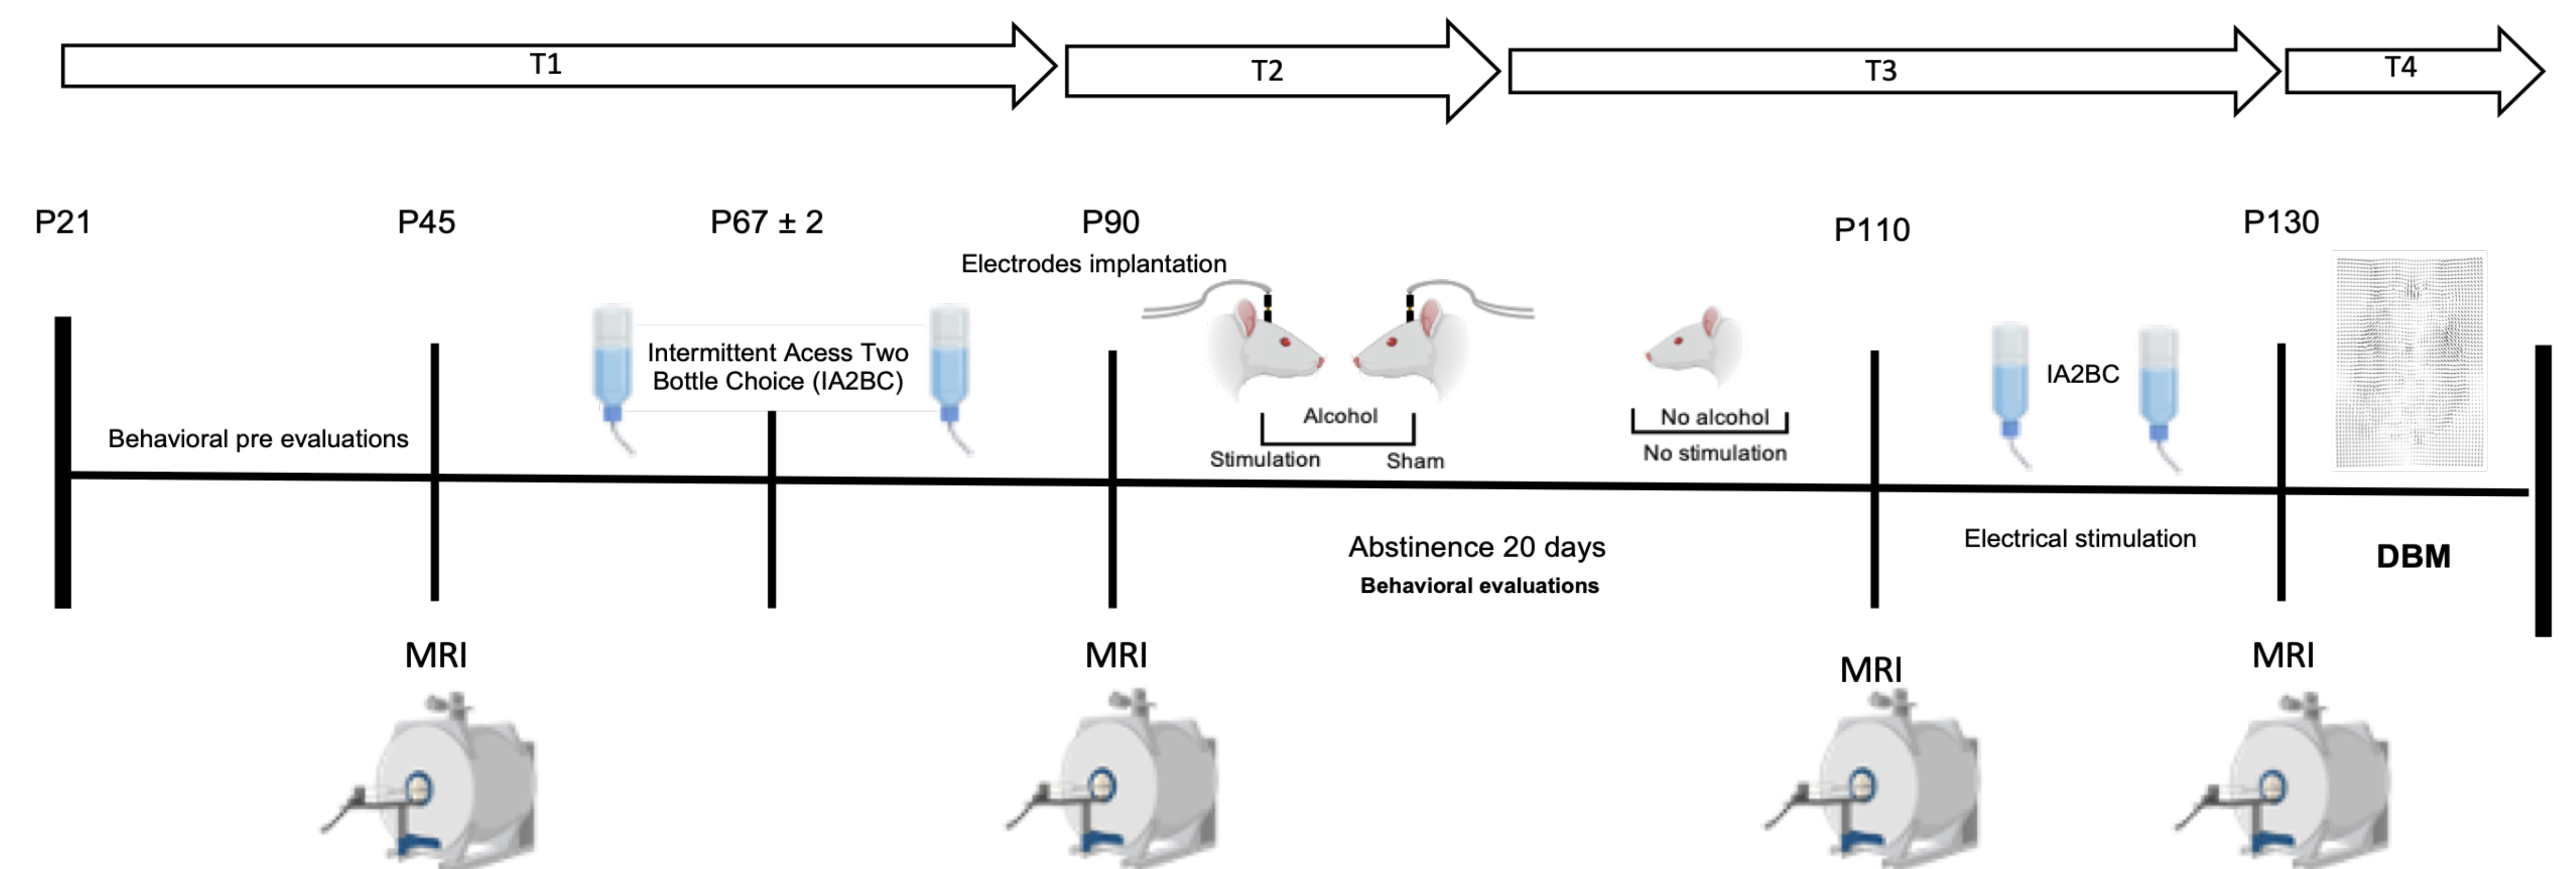 T1
T2
T3
T4
P21
P45
P67 ± 2
P90
P110
P130
Electrodes implantation
Intermittent Acess Two
Bottle Choice (IA2BC)
Behavioral pre evaluations
Alcohol
Stimulation
Sham
No alcohol
No stimulation
IA2BC
Abstinence 20 days
Behavioral evaluations
Electrical stimulation
DBM
MRI
MRI
MRI
MRI